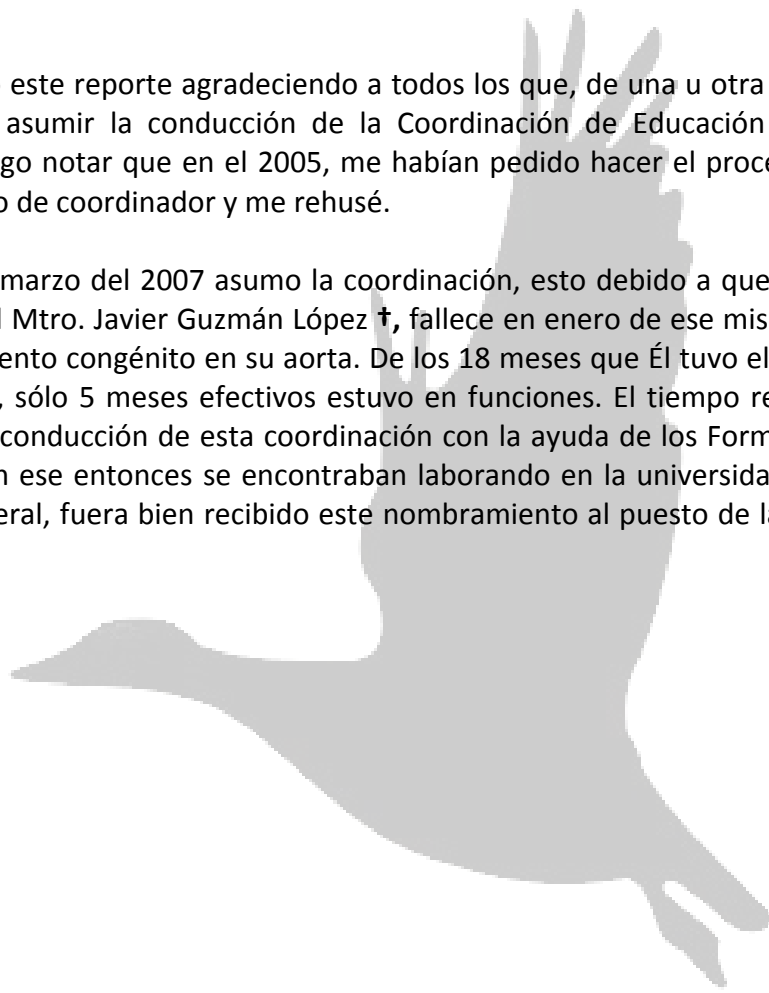 este reporte agradeciendo a todos los que, de una u otra
asumir la conducción de la Coordinación de Educación
go notar que en el 2005, me habían pedido hacer el proce
o de coordinador y me rehusé.
marzo del 2007 asumo la coordinación, esto debido a que
l Mtro. Javier Guzmán López †, fallece en enero de ese mis
ento congénito en su aorta. De los 18 meses que Él tuvo el
, sólo 5 meses efectivos estuvo en funciones. El tiempo re
conducción de esta coordinación con la ayuda de los Form
n ese entonces se encontraban laborando en la universida
eral, fuera bien recibido este nombramiento al puesto de la